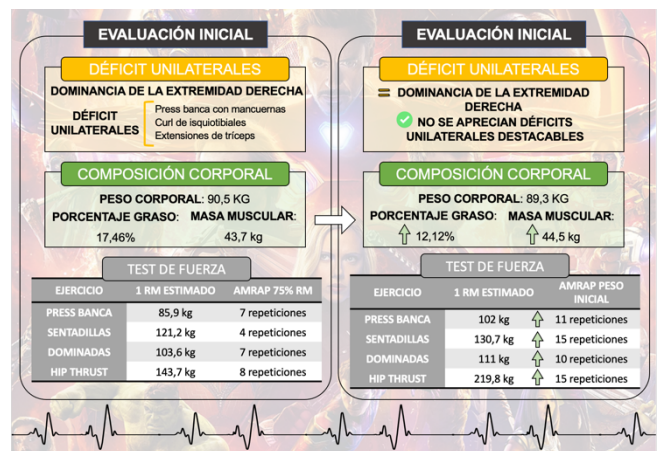 EVALUACIÓN INICIAL
DÉFICIT UNILATERALES
DOMINANCIA DE LA EXTREMIDAD DERECHA
DÉFICIT UNILATERALES
Press banca con mancuernas
Curl de isquiotibiales
Extensiones de tríceps
COMPOSICIÓN CORPORAL
PESO CORPORAL: 90,5 KG
PORCENTAJE GRASO: MASA MUSCULAR:
17,46% 43,7 kg
TEST DE FUERZA
EJERCICIO 1 RM ESTIMADO AMRAP 75% RM
PRESS BANCA 85,9 kg 7 repeticiones
SENTADILLAS 121,2 kg 4 repeticiones
DOMINADAS 103,6 kg 7 repeticiones
HIP THRUST 143,7 kg 8 repeticiones
EVALUACIÓN INICIAL
DÉFICIT UNILATERALES
= DOMINANCIA DE LA EXTREMIDAD
DERECHA
NO SE APRECIAN DÉFICITS
UNILATERALES DESTACABLES
COMPOSICIÓN CORPORAL
PESO CORPORAL: 89,3 KG
PORCENTAJE GRASO: MASA MUSCULAR:
12,12% 44,5 kg
TEST DE FUERZA
EJERCICIO 1 RM ESTIMADO AMRAP PESO INICIAL
PRESS BANCA 102 kg 11 repeticiones
SENTADILLAS 130,7 kg 15 repeticiones
DOMINADAS 111 kg 10 repeticiones
HIP THRUST 219,8 kg 15 repeticiones